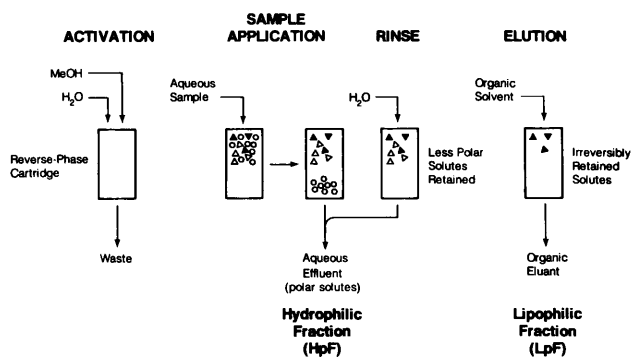 ACTIVATION
SAMPLE
APPLICATION
RINSE
ELUTION
MeOH
H₂O
Reverse-Phase
Cartridge
Waste
Aqueous
Sample
H₂O
Less Polar
Solutes
Retained
Aqueous
Effluent
(polar solutes)
Hydrophilic
Fraction
(HpF)
Organic
Solvent
Irreversibly
Retained
Solutes
Organic
Eluant
Lipophilic
Fraction
(LpF)